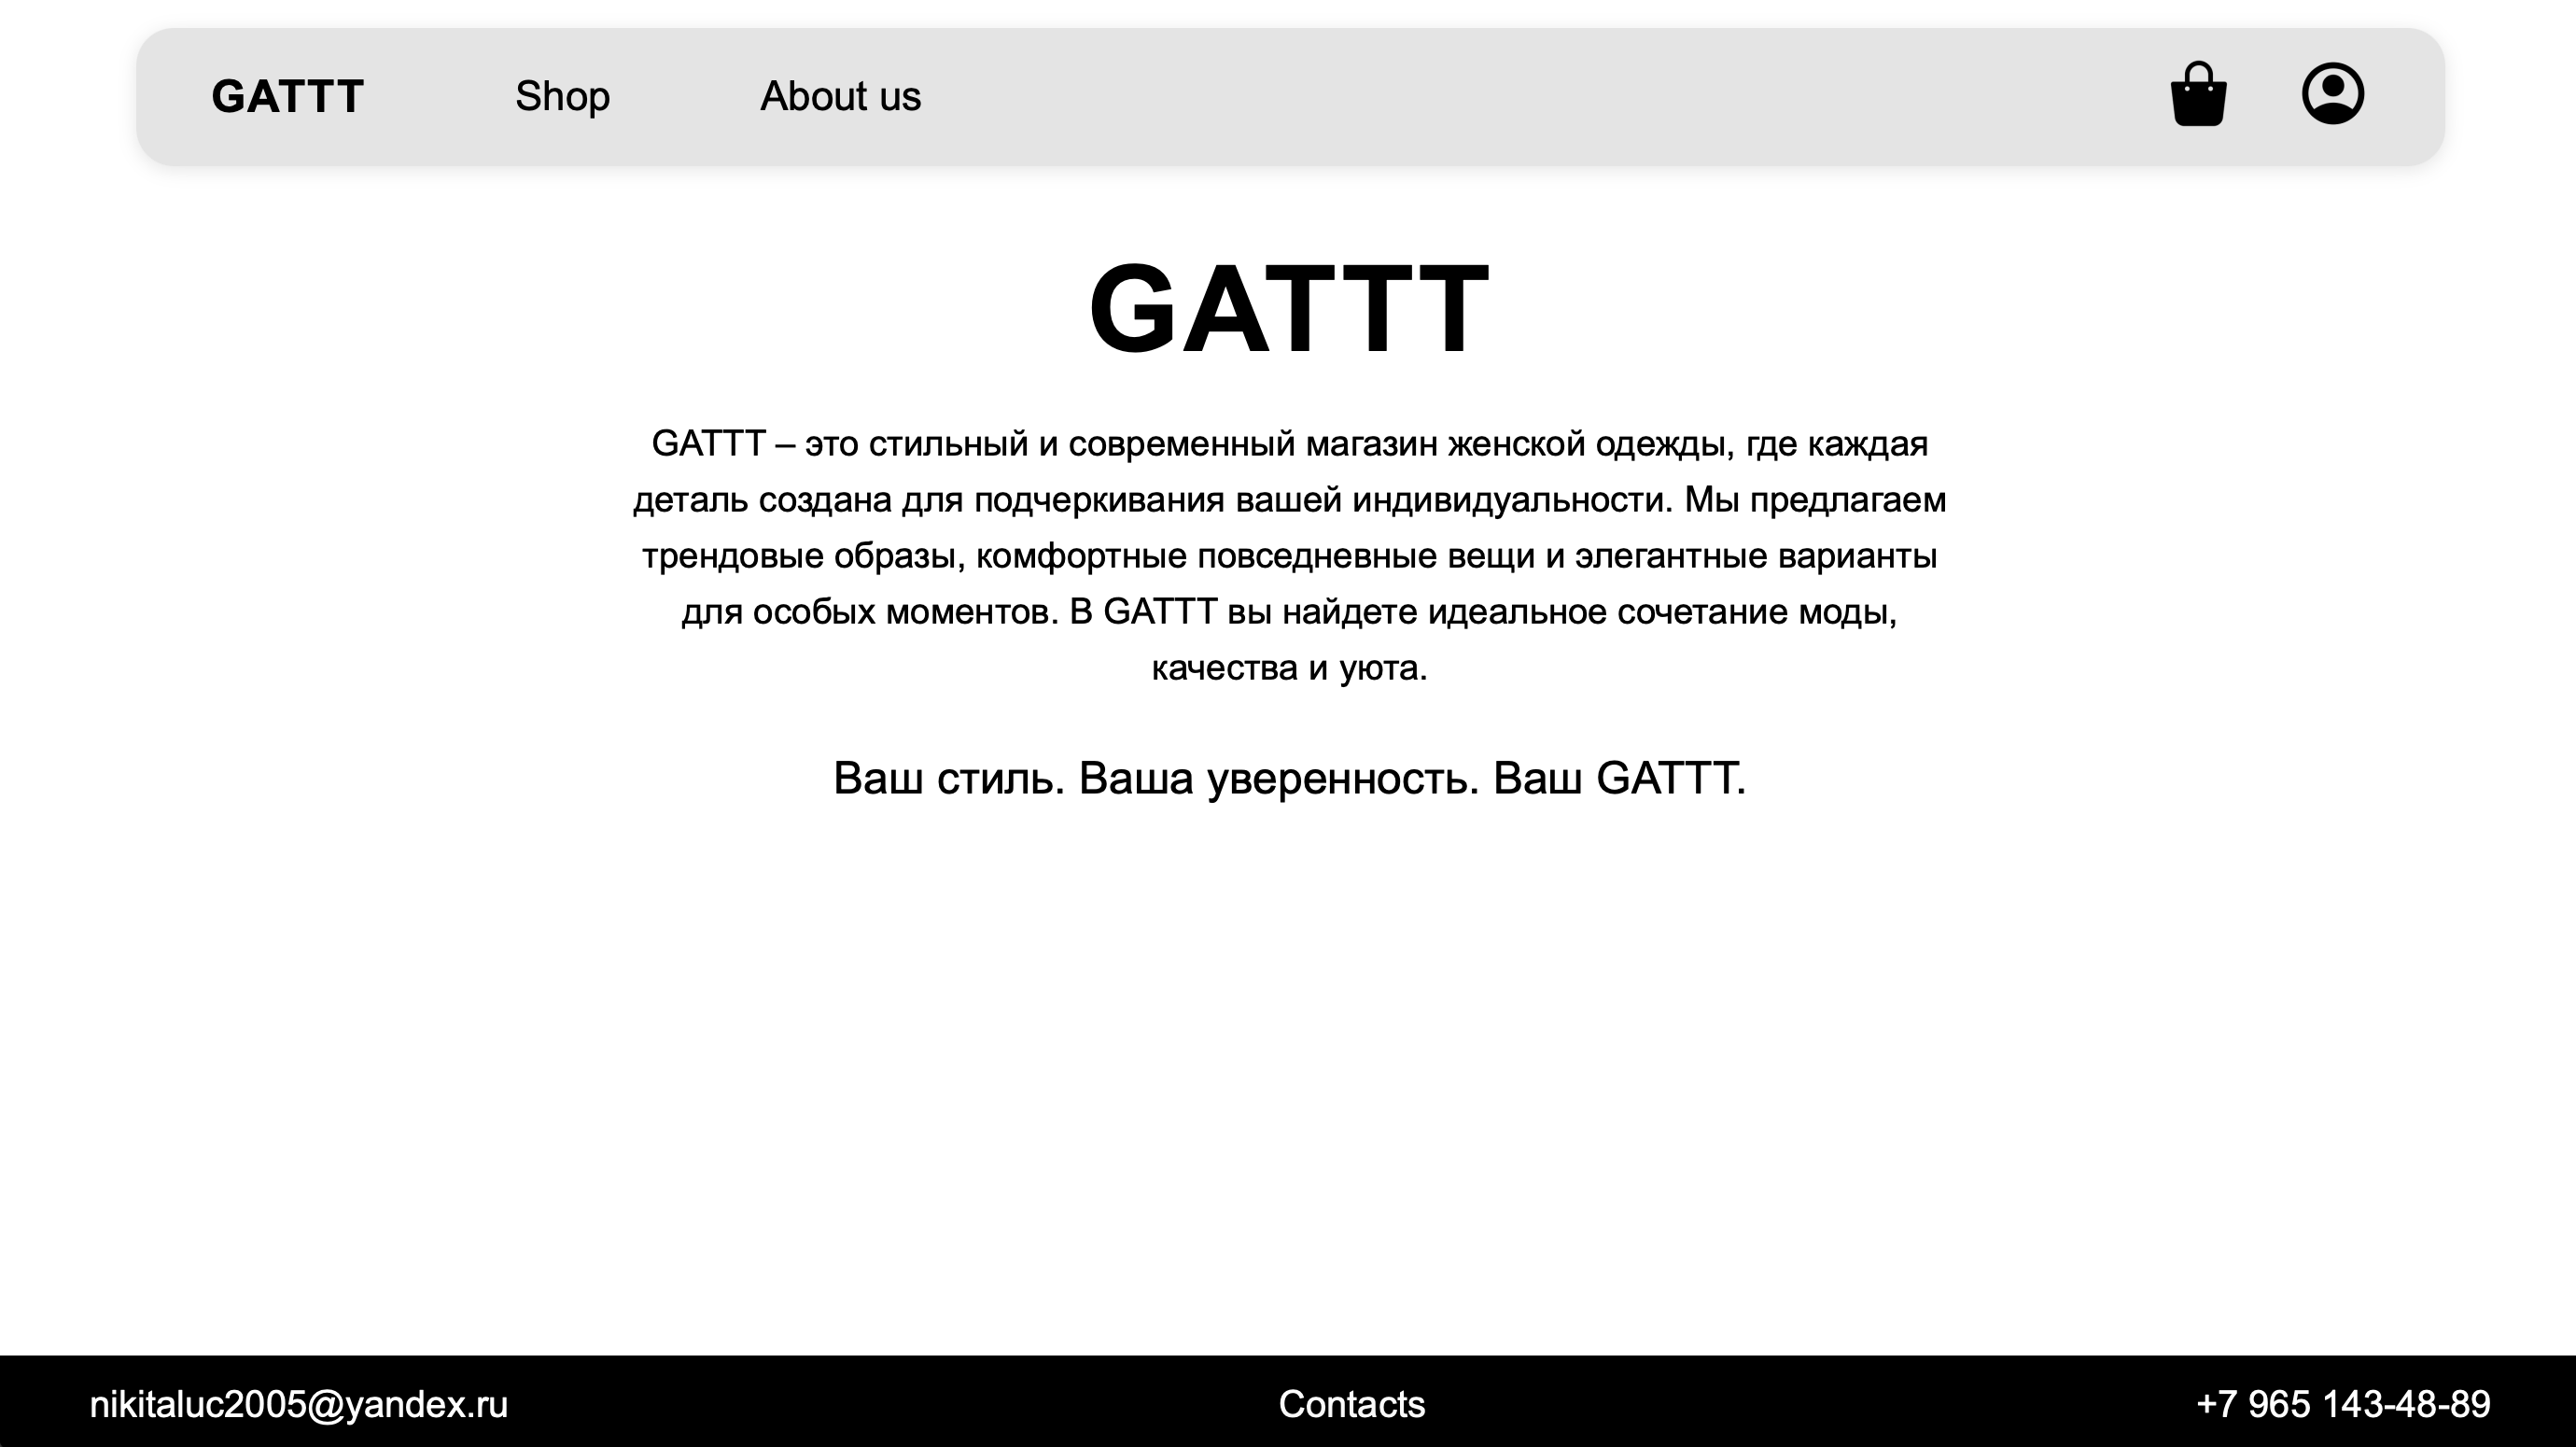 GATTT
Shop
About us
GATTT
GATTT – это стильный и современный магазин женской одежды, где каждая
деталь создана для подчеркивания вашей индивидуальности. Мы предлагаем
трендовые образы, комфортные повседневные вещи и элегантные варианты
для особых моментов. В GATTT вы найдете идеальное сочетание моды,
качества и уюта.
Ваш стиль. Ваша уверенность. Ваш GATTT.
nikitaluc2005@yandex.ru
Contacts
+7 965 143-48-89